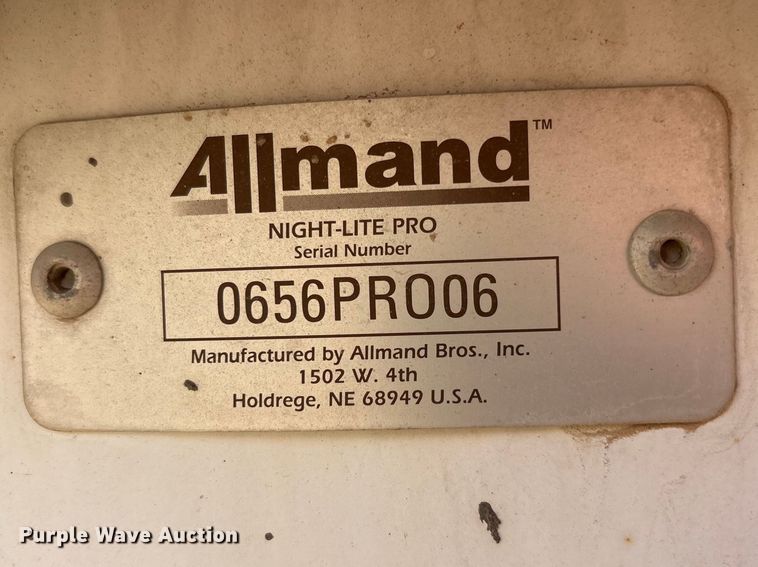 Allmand™
NIGHT-LITE PRO
Serial Number
0656PRO06
Manufactured by Allmand Bros., Inc.
1502 W. 4th
Holdrege, NE 68949 U.S.A.
Purple Wave Auction